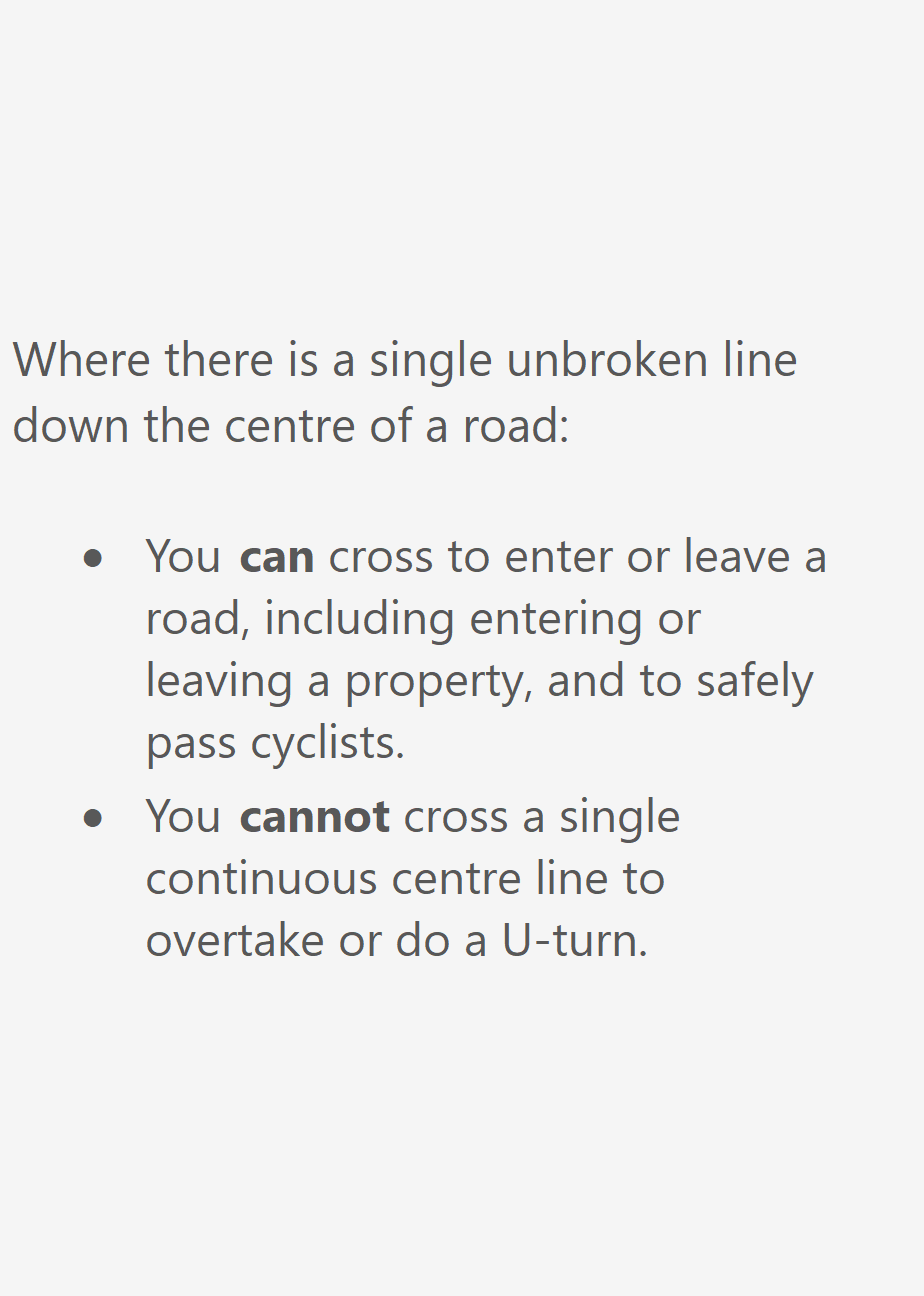 Where there is a single unbroken line
down the centre of a road:
● You can cross to enter or leave a
road, including entering or
leaving a property, and to safely
pass cyclists.
● You cannot cross a single
continuous centre line to
overtake or do a U-turn.